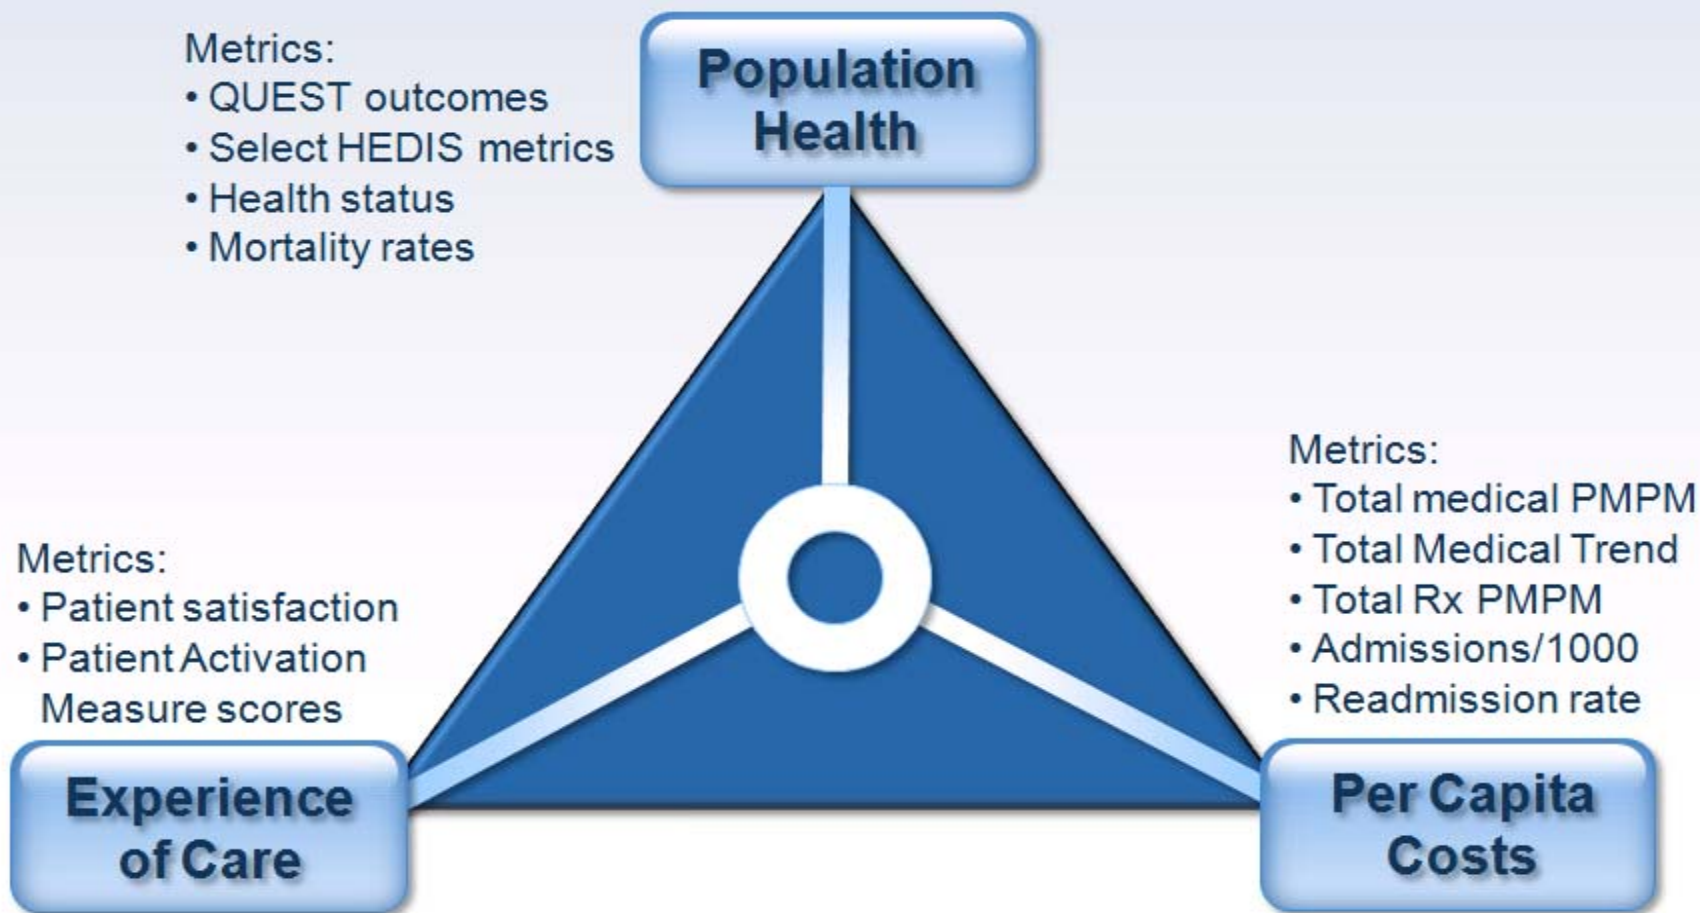 Metrics:
• QUEST outcomes
• Select HEDIS metrics
• Health status
• Mortality rates
Population
Health
Metrics:
• Patient satisfaction
• Patient Activation
Measure scores
Experience
of Care
Metrics:
• Total medical PMPM
• Total Medical Trend
• Total Rx PMPM
• Admissions/1000
• Readmission rate
Per Capita
Costs